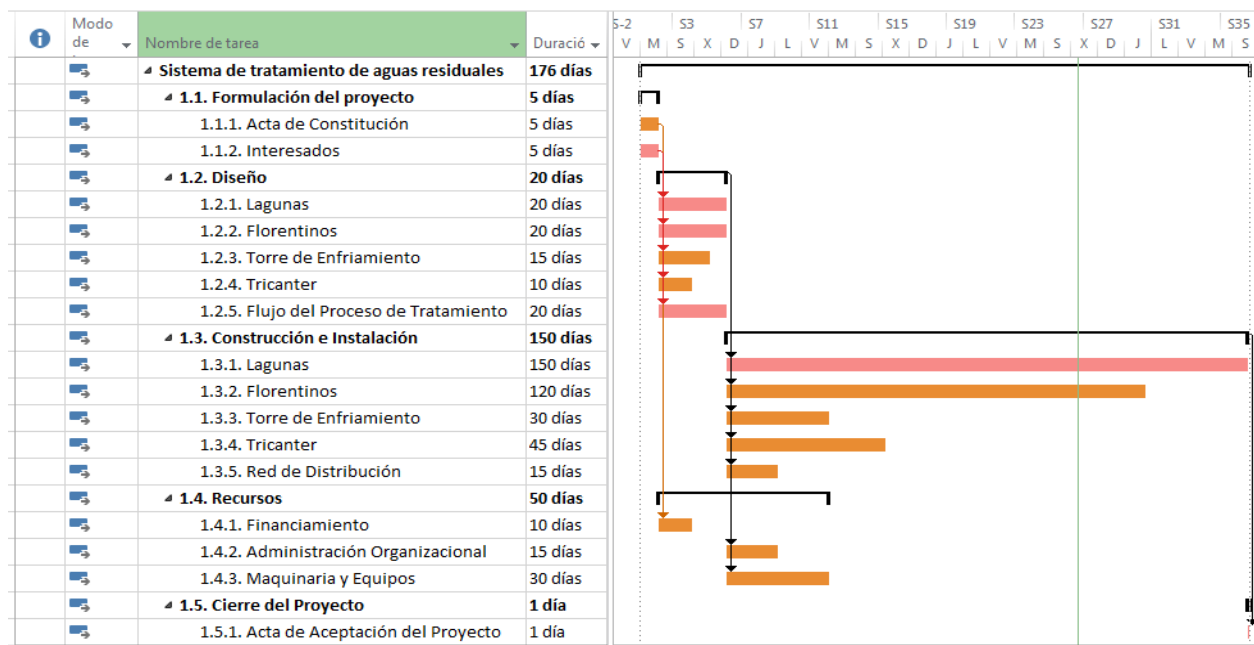 Modo de
Nombre de tarea
Duració
S-2 S3 S7 S11 S15 S19 S23 S27 S31 S35
V M S X D J L V M S X D J L V M S X D J L V M S X D J L V M S
Sistema de tratamiento de aguas residuales 176 días
1.1. Formulación del proyecto 5 días
1.1.1. Acta de Constitución 5 días
1.1.2. Interesados 5 días
1.2. Diseño 20 días
1.2.1. Lagunas 20 días
1.2.2. Florentinos 20 días
1.2.3. Torre de Enfriamiento 15 días
1.2.4. Tricanter 10 días
1.2.5. Flujo del Proceso de Tratamiento 20 días
1.3. Construcción e Instalación 150 días
1.3.1. Lagunas 150 días
1.3.2. Florentinos 120 días
1.3.3. Torre de Enfriamiento 30 días
1.3.4. Tricanter 45 días
1.3.5. Red de Distribución 15 días
1.4. Recursos 50 días
1.4.1. Financiamiento 10 días
1.4.2. Administración Organizacional 15 días
1.4.3. Maquinaria y Equipos 30 días
1.5. Cierre del Proyecto 1 día
1.5.1. Acta de Aceptación del Proyecto 1 día